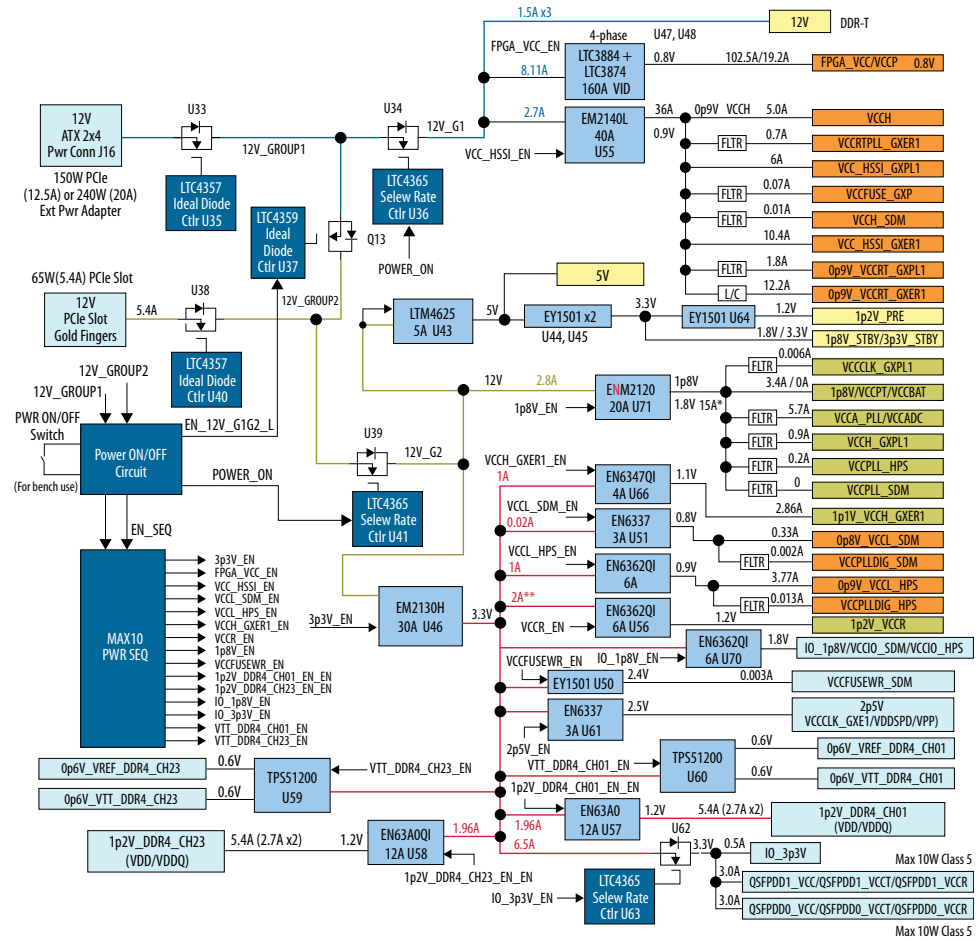 1.5A x3
12V
DDR-T
4-phase
U47, U48
FPGA_VCC_EN
8.11A
LTC3884 +
LTC3874
160A VID
0.8V
102.5A/19.2A
FPGA_VCC/VCCP 0.8V
12V
ATX 2x4
Pwr Conn J16
150W PCIe
(12.5A) or 240W (20A)
Ext Pwr Adapter
U33
12V_GROUP1
LTC4357
Ideal Diode
Ctlr U35
U34
12V_G1
LTC4365
Selew Rate
Ctlr U36
POWER_ON
LTC4359
Ideal
Diode
Ctlr U37
Q13
2.7A
EM2140L
40A
U55
VCC_HSSI_EN
36A
0.9V
0p9V VCCH
5.0A
VCCH
FLTR
0.7A
VCCRTPLL_GXER1
6A
VCC_HSSI_GXPL1
FLTR
0.07A
VCCFUSE_GXP
FLTR
0.01A
VCCH_SDM
10.4A
VCC_HSSI_GXER1
FLTR
1.8A
0p9V_VCCRT_GXPL1
L/C
12.2A
0p9V_VCCRT_GXER1
65W(5.4A) PCIe Slot
12V
PCIe Slot
Gold Fingers
5.4A
U38
12V_GROUP2
LTC4357
Ideal Diode
Ctlr U40
LTM4625
5A U43
5V
5V
EY1501 x2
U44, U45
3.3V
EY1501 U64
1.2V
1p2V_PRE
1.8V / 3.3V
1p8V_STBY/3p3V_STBY
12V_GROUP2
12V_GROUP1
PWR ON/OFF
Switch
(For bench use)
Power ON/OFF
Circuit
EN_12V_G1G2_L
POWER_ON
EN_SEQ
U39
12V_G2
LTC4365
Selew Rate
Ctlr U41
12V
2.8A
1p8V_EN
ENM2120
20A U71
1p8V
1.8V 15A*
FLTR
0.006A
VCCCLK_GXPL1
3.4A / 0A
1p8V/VCCPT/VCCBAT
FLTR
5.7A
VCCA_PLL/VCCADC
FLTR
0.9A
VCCH_GXPL1
FLTR
0.2A
VCCPLL_HPS
FLTR
0
VCCPLL_SDM
VCCH_GXER1_EN
1A
EN6347QI
4A U66
1.1V
2.86A
1p1V_VCCH_GXER1
VCCL_SDM_EN
0.02A
EN6337
3A U51
0.8V
0.33A
0p8V_VCCL_SDM
FLTR
0.002A
VCCPLLDIG_SDM
VCCL_HPS_EN
1A
EN6362QI
6A
0.9V
3.77A
0p9V_VCCL_HPS
FLTR
0.013A
VCCPLLDIG_HPS
2A**
VCCR_EN
EN6362QI
6A U56
1.2V
1p2V_VCCR
MAX10
PWR SEQ
3p3V_EN
FPGA_VCC_EN
VCC_HSSI_EN
VCCL_SDM_EN
VCCL_HPS_EN
VCCH_GXER1_EN
VCCR_EN
1p8V_EN
VCCFUSEWR_EN
1p2V_DDR4_CH01_EN_EN
1p2V_DDR4_CH23_EN_EN
IO_1p8V_EN
IO_3p3V_EN
VTT_DDR4_CH01_EN
VTT_DDR4_CH23_EN
3p3V_EN
EM2130H
30A U46
3.3V
IO_1p8V_EN
EN6362QI
6A U70
1.8V
IO_1p8V/VCCIO_SDM/VCCIO_HPS
VCCFUSEWR_EN
EY1501 U50
2.4V
0.003A
VCCFUSEWR_SDM
2p5V_EN
EN6337
3A U61
2.5V
2p5V
VCCCLK_GXE1/VDDSPD/VPP)
VTT_DDR4_CH01_EN
TPS51200
U60
0.6V
0p6V_VREF_DDR4_CH01
0.6V
0p6V_VTT_DDR4_CH01
0p6V_VREF_DDR4_CH23
0.6V
0p6V_VTT_DDR4_CH23
0.6V
TPS51200
U59
VTT_DDR4_CH23_EN
1p2V_DDR4_CH01_EN_EN
1.96A
EN63A0
12A U57
1.2V
5.4A (2.7A x2)
1p2V_DDR4_CH01
(VDD/VDDQ)
1p2V_DDR4_CH23
(VDD/VDDQ)
5.4A (2.7A x2)
1.2V
EN63A0QI
12A U58
1.96A
1p2V_DDR4_CH23_EN_EN
6.5A
U62
3.3V
LTC4365
Selew Rate
Ctlr U63
IO_3p3V_EN
0.5A
IO_3p3V
Max 10W Class 5
3.0A
QSFPDD1_VCC/QSFPDD1_VCCT/QSFPDD1_VCCR
3.0A
QSFPDD0_VCC/QSFPDD0_VCCT/QSFPDD0_VCCR
Max 10W Class 5